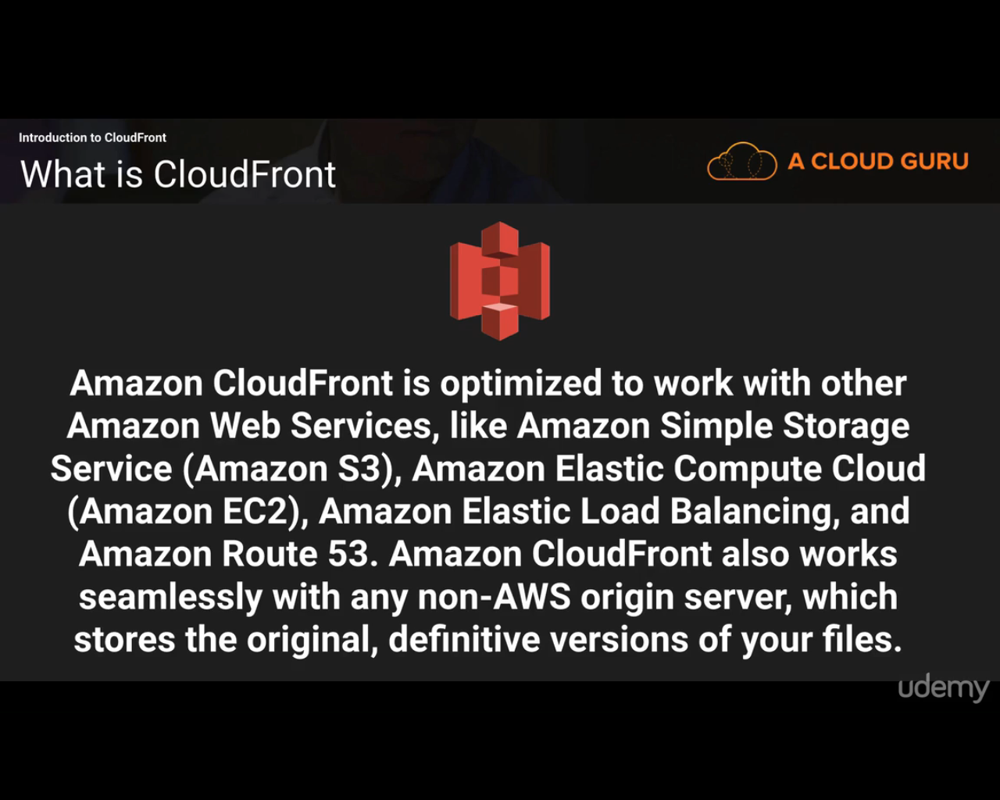 Introduction to CloudFront
What is CloudFront
A CLOUD GURU
Amazon CloudFront is optimized to work with other
Amazon Web Services, like Amazon Simple Storage
Service (Amazon S3), Amazon Elastic Compute Cloud
(Amazon EC2), Amazon Elastic Load Balancing, and
Amazon Route 53. Amazon CloudFront also works
seamlessly with any non-AWS origin server, which
stores the original, definitive versions of your files.
udemy